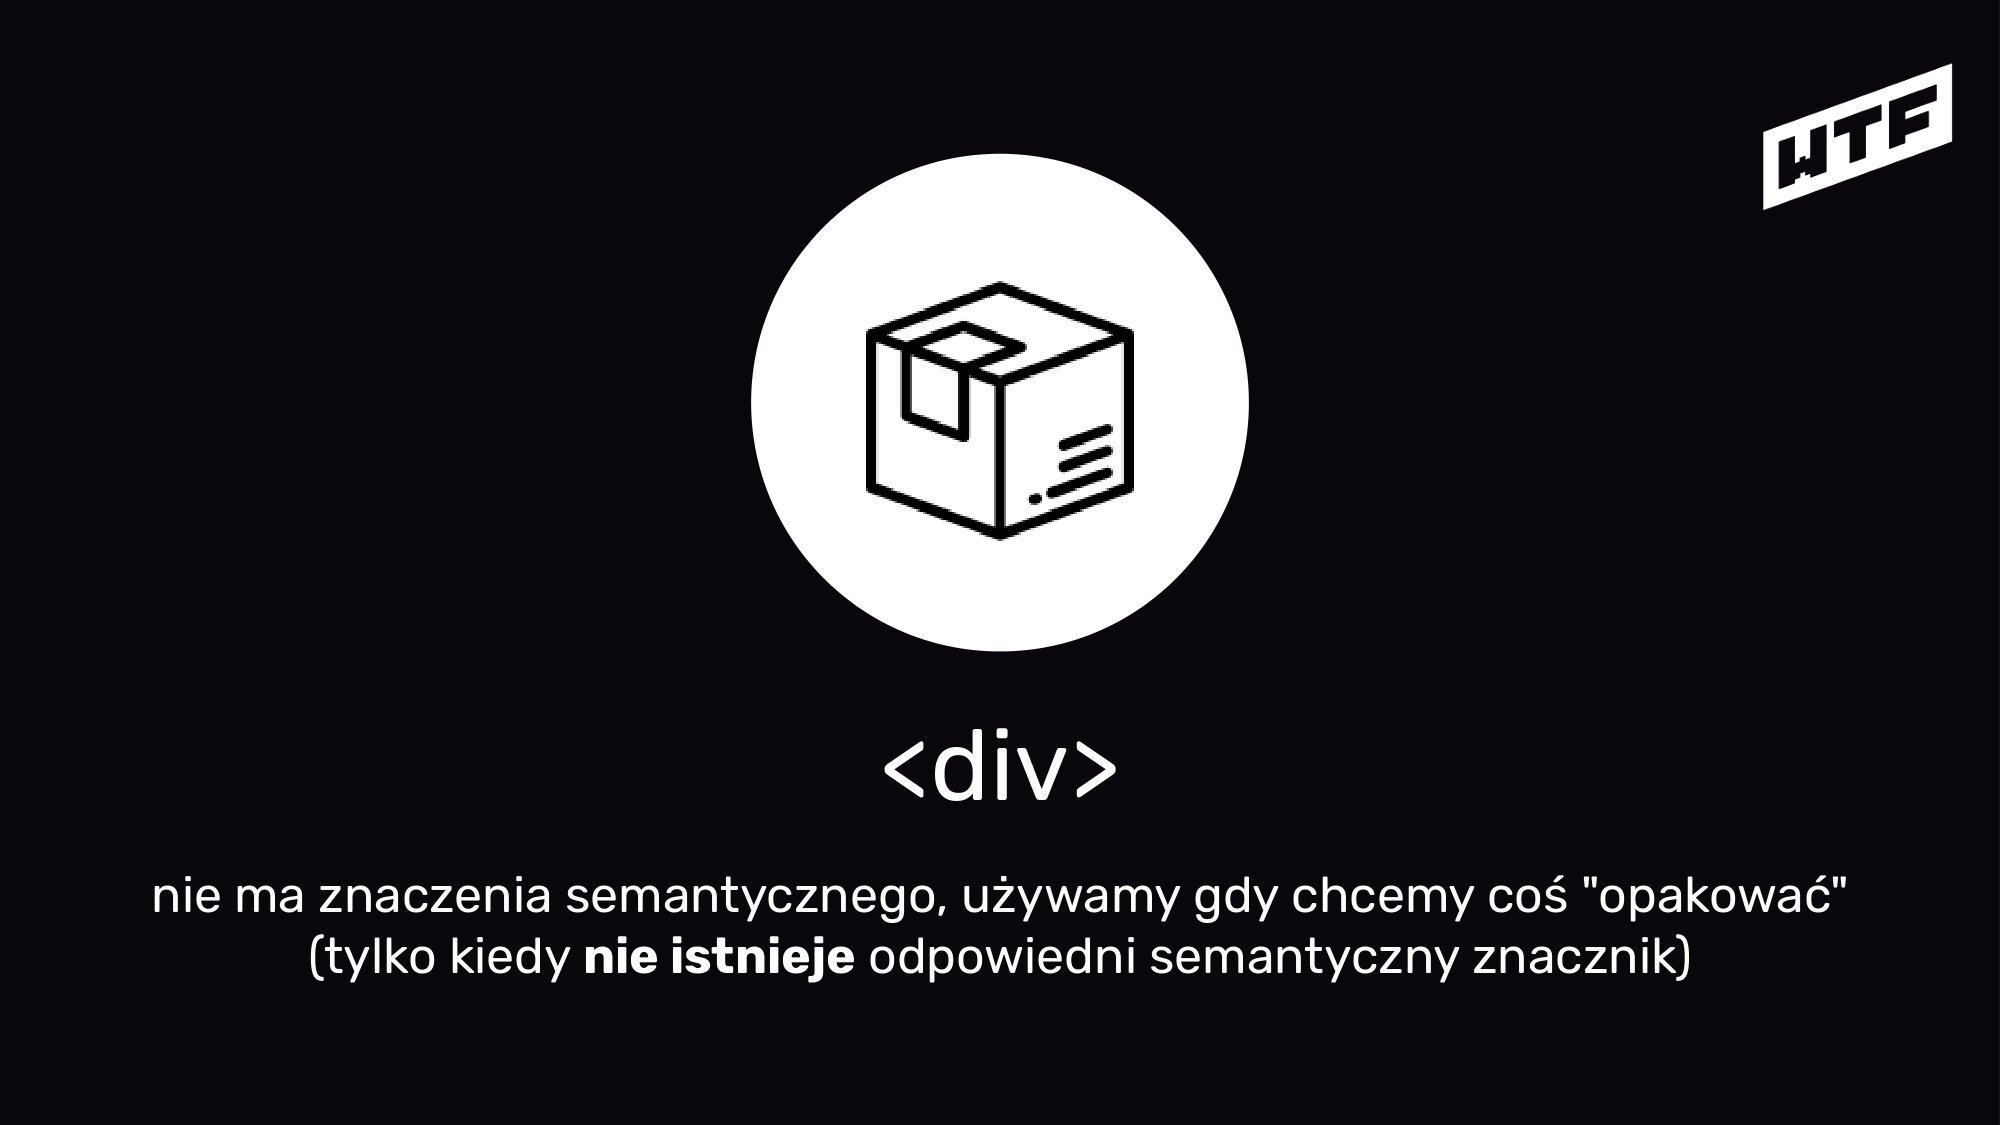 WTF
<div>
nie ma znaczenia semantycznego, używamy gdy chcemy coś "opakować"
(tylko kiedy nie istnieje odpowiedni semantyczny znacznik)